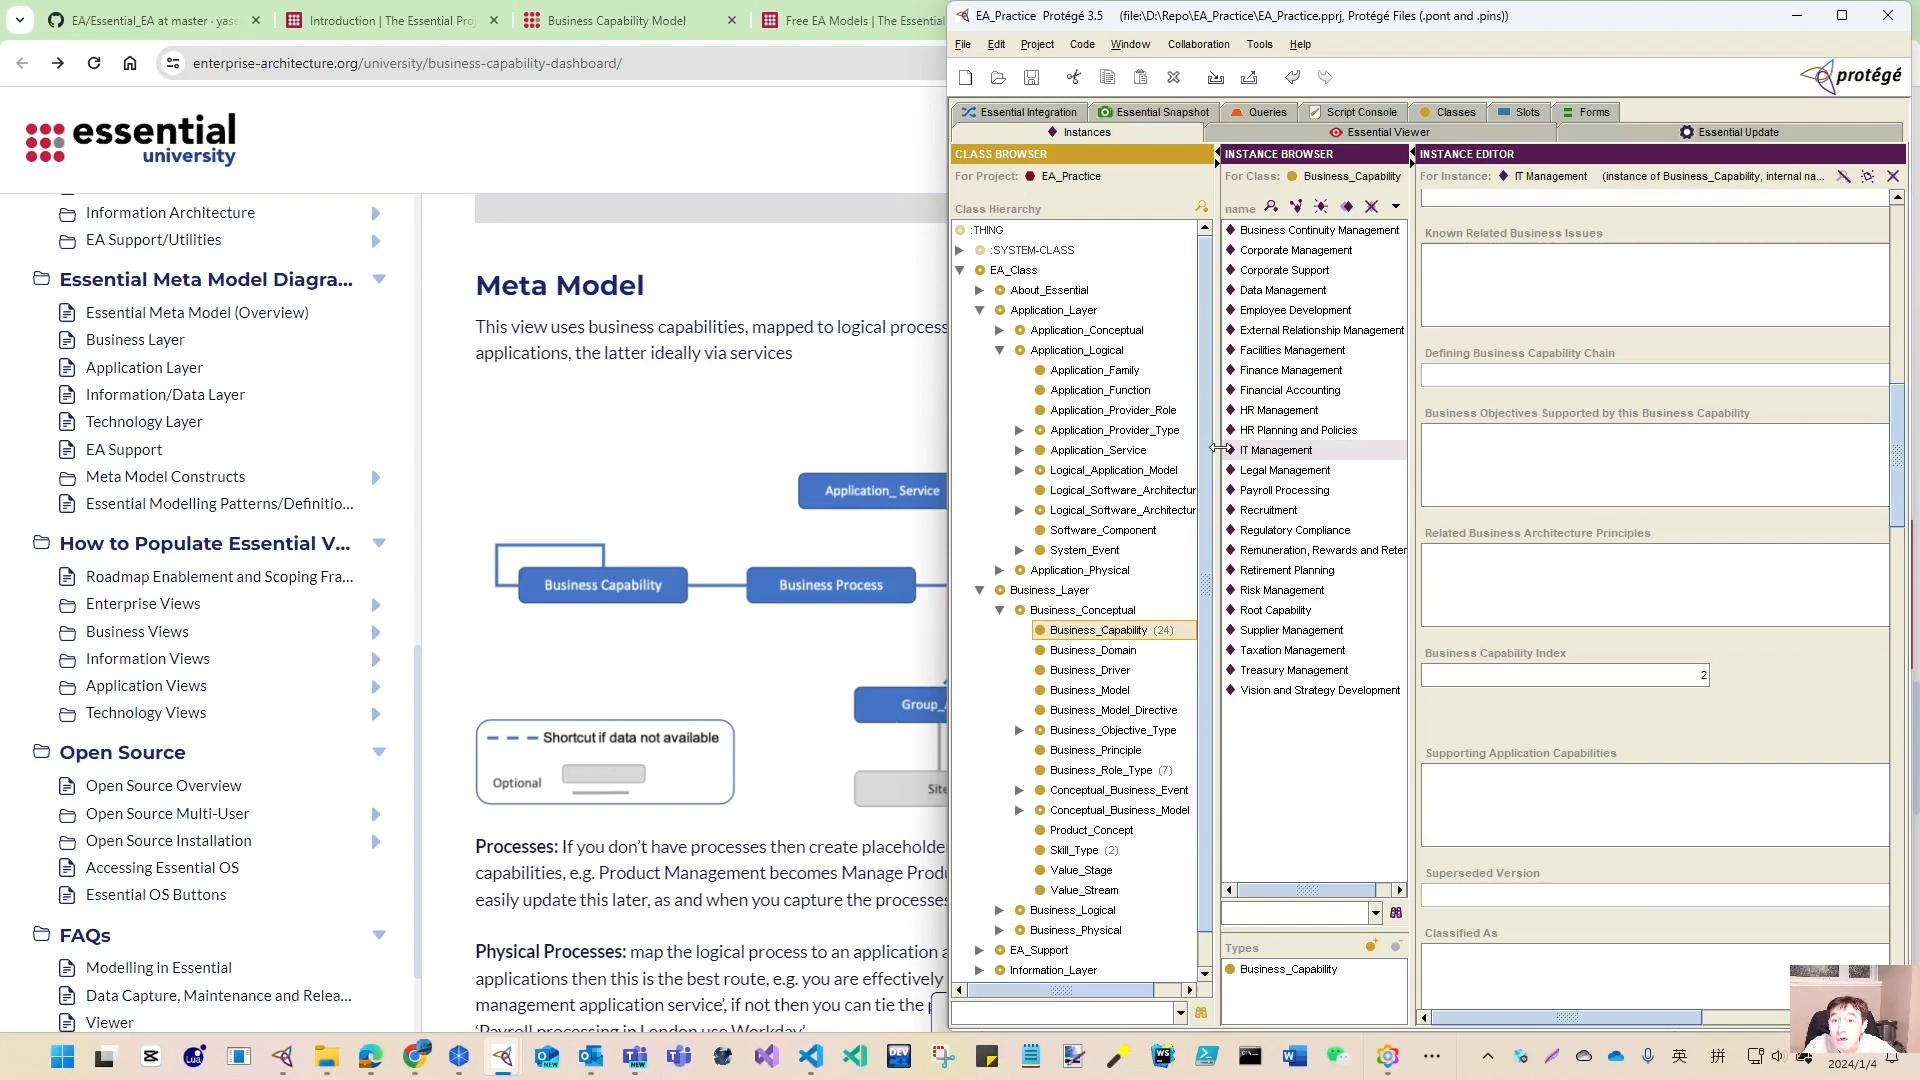 EA/Essential_EA at master · yase
Introduction | The Essential Proj
Business Capability Model
Free EA Models | The Essential
enterprise-architecture.org/university/business-capability-dashboard/
essential
university
Information Architecture
EA Support/Utilities
Essential Meta Model Diagra...
Essential Meta Model (Overview)
Business Layer
Application Layer
Information/Data Layer
Technology Layer
EA Support
Meta Model Constructs
Essential Modelling Patterns/Definitio...
How to Populate Essential V...
Roadmap Enablement and Scoping Fra...
Enterprise Views
Business Views
Information Views
Application Views
Technology Views
Open Source
Open Source Overview
Open Source Multi-User
Open Source Installation
Accessing Essential OS
Essential OS Buttons
FAQs
Modelling in Essential
Data Capture, Maintenance and Relea...
Viewer
Meta Model
This view uses business capabilities, mapped to logical process
applications, the latter ideally via services
Application_ Service
Business Capability
Business Process
Group_A
Site
Shortcut if data not available
Optional
Processes: If you don't have processes then create placeholde
capabilities, e.g. Product Management becomes Manage Produ
easily update this later, as and when you capture the processes
Physical Processes: map the logical process to an application a
applications then this is the best route, e.g. you are effectively
management application service', if not then you can tie the p
'Payroll processing in London use Workday'
EA_Practice Protégé 3.5 (file:\D:\Repo\EA_Practice\EA_Practice.pprj, Protégé Files (.pont and .pins))
File Edit Project Code Window Collaboration Tools Help
protégé
Essential Integration
Essential Snapshot
Queries
Script Console
Classes
Slots
Forms
Instances
Essential Viewer
Essential Update
CLASS BROWSER
For Project: EA_Practice
Class Hierarchy
:THING
:SYSTEM-CLASS
EA_Class
About_Essential
Application_Layer
Application_Conceptual
Application_Logical
Application_Family
Application_Function
Application_Provider_Role
Application_Provider_Type
Application_Service
Logical_Application_Model
Logical_Software_Architectur
Logical_Software_Architectur
Software_Component
System_Event
Application_Physical
Business_Layer
Business_Conceptual
Business_Capability (24)
Business_Domain
Business_Driver
Business_Model
Business_Model_Directive
Business_Objective_Type
Business_Principle
Business_Role_Type (7)
Conceptual_Business_Event
Conceptual_Business_Model
Product_Concept
Skill_Type (2)
Value_Stage
Value_Stream
Business_Logical
Business_Physical
EA_Support
Information_Layer
INSTANCE BROWSER
For Class: Business_Capability
name
Business Continuity Management
Corporate Management
Corporate Support
Data Management
Employee Development
External Relationship Management
Facilities Management
Finance Management
Financial Accounting
HR Management
HR Planning and Policies
IT Management
Legal Management
Payroll Processing
Recruitment
Regulatory Compliance
Remuneration, Rewards and Reter
Retirement Planning
Risk Management
Root Capability
Supplier Management
Taxation Management
Treasury Management
Vision and Strategy Development
Types
Business_Capability
INSTANCE EDITOR
For Instance: IT Management (instance of Business_Capability, internal na...
Known Related Business Issues
Defining Business Capability Chain
Business Objectives Supported by this Business Capability
Related Business Architecture Principles
Business Capability Index
2
Supporting Application Capabilities
Superseded Version
Classified As
英 拼
2024/1/4